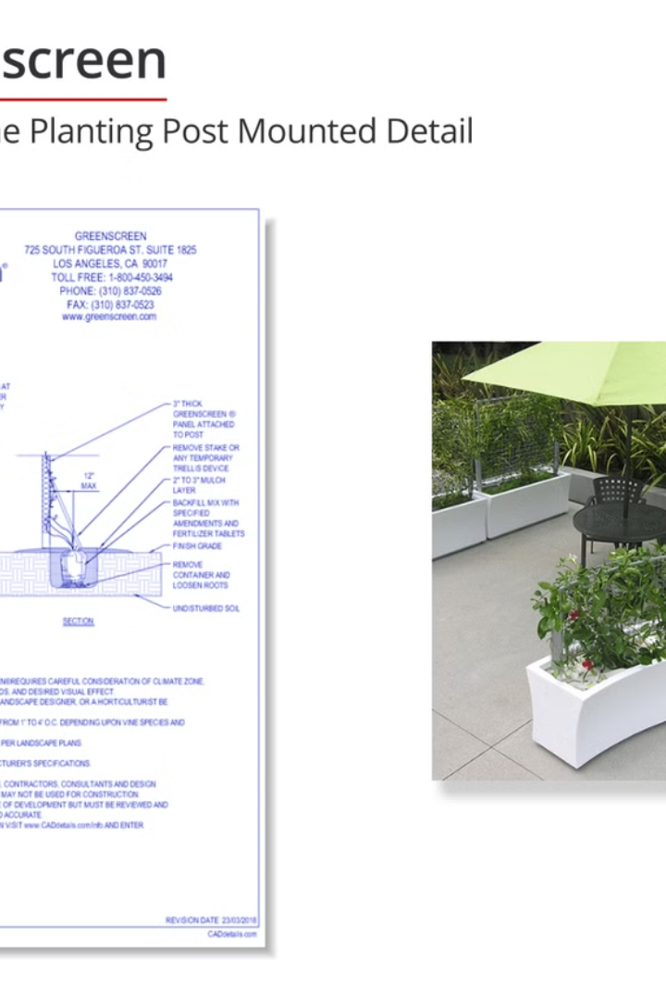 screen
e Planting Post Mounted Detail
GREENSCREEN
725 SOUTH FIGUEROA ST. SUITE 1825
LOS ANGELES, CA 90017
TOLL FREE: 1-800-450-3494
PHONE: (310) 837-0526
FAX: (310) 837-0523
www.greenscreen.com
AT
ER
Y
3" THICK
GREENSCREEN ®
PANEL ATTACHED
TO POST
REMOVE STAKE OR
ANY TEMPORARY
TRELLIS DEVICE
12"
MAX
2" TO 3" MULCH
LAYER
BACKFILL MIX WITH
SPECIFIED
AMENDMENTS AND
FERTILIZER TABLETS
FINISH GRADE
REMOVE
CONTAINER AND
LOOSEN ROOTS
UNDISTURBED SOIL
SECTION
REQUIRES CAREFUL CONSIDERATION OF CLIMATE ZONE,
DS, AND DESIRED VISUAL EFFECT.
ANDSCAPE DESIGNER, OR A HORTICULTURIST BE
FROM 1' TO 4' O.C. DEPENDING UPON VINE SPECIES AND
PER LANDSCAPE PLANS.
CTURER'S SPECIFICATIONS.
, CONTRACTORS, CONSULTANTS AND DESIGN
MAY NOT BE USED FOR CONSTRUCTION
E OF DEVELOPMENT BUT MUST BE REVIEWED AND
D ACCURATE.
N VISIT www.CADdetails.com/info AND ENTER
REVISION DATE 23/03/2018
CADdetails.com